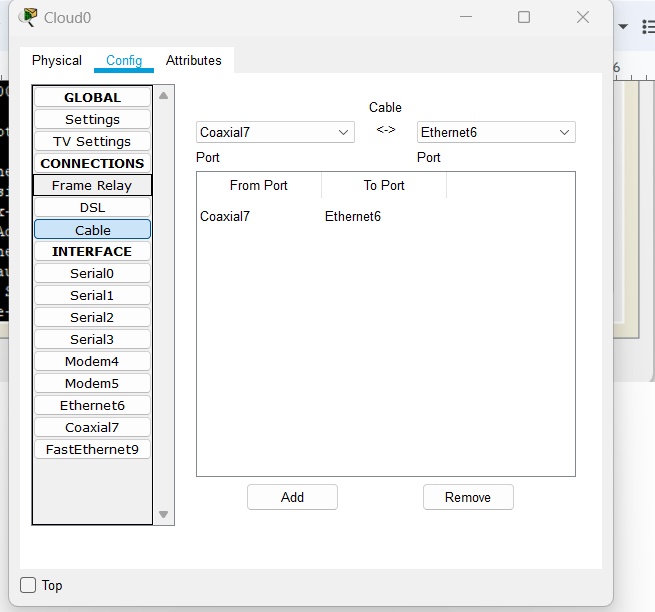 Cloud0
Physical Config Attributes
GLOBAL
Settings
TV Settings
CONNECTIONS
Frame Relay
DSL
Cable
INTERFACE
Serial0
Serial1
Serial2
Serial3
Modem4
Modem5
Ethernet6
Coaxial7
FastEthernet9
Cable
Coaxial7 <-> Ethernet6
Port Port
From Port To Port
Coaxial7 Ethernet6
Add Remove
Top
6